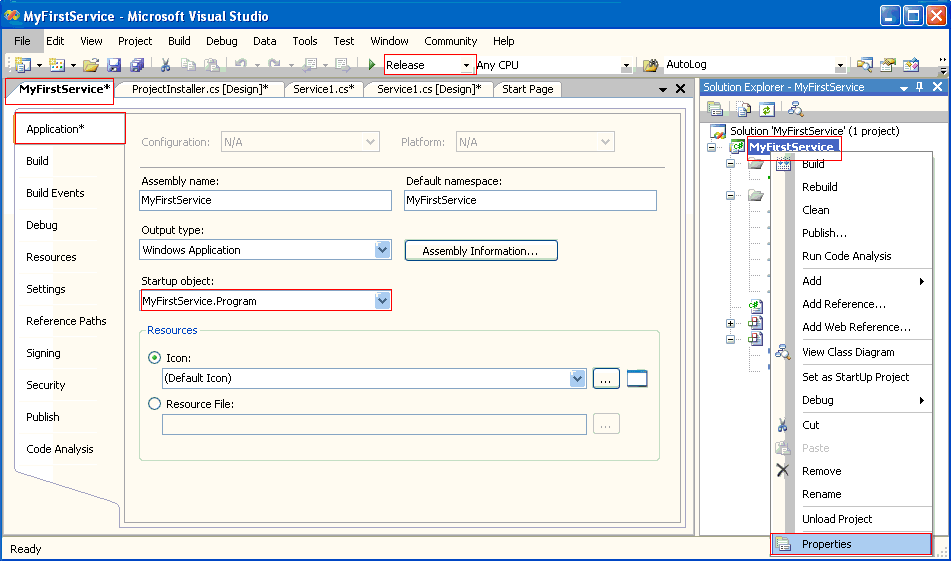 MyFirstService - Microsoft Visual Studio
File Edit View Project Build Debug Data Tools Test Window Community Help
Release Any CPU AutoLog
MyFirstService* ProjectInstaller.cs [Design]* Service1.cs* Service1.cs [Design]* Start Page
Application*
Build
Build Events
Debug
Resources
Settings
Reference Paths
Signing
Security
Publish
Code Analysis
Configuration: N/A Platform: N/A
Assembly name: Default namespace:
MyFirstService MyFirstService
Output type:
Windows Application Assembly Information...
Startup object:
MyFirstService.Program
Resources
Icon:
(Default Icon) ...
Resource File:
...
Solution Explorer - MyFirstService
Solution 'MyFirstService' (1 project)
MyFirstService
Build
Rebuild
Clean
Publish...
Run Code Analysis
Add
Add Reference...
Add Web Reference...
View Class Diagram
Set as StartUp Project
Debug
Cut
Paste
Remove
Rename
Unload Project
Properties
Ready